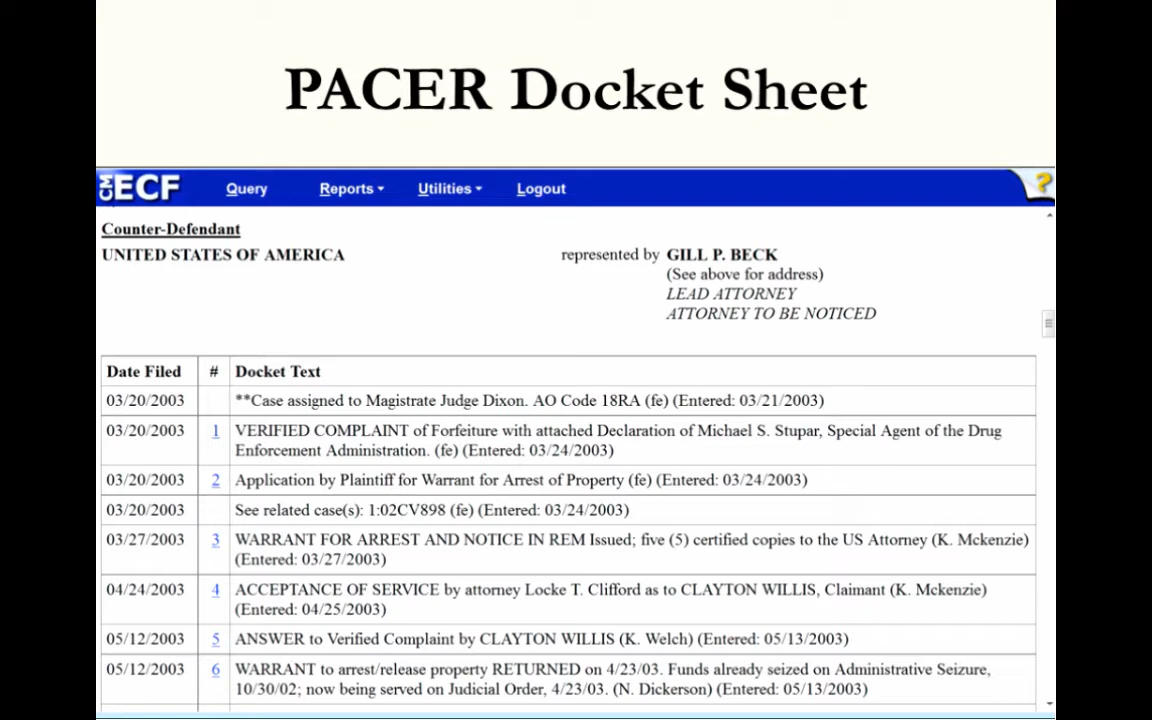 PACER Docket Sheet
CM ECF Query Reports Utilities Logout ?
Counter-Defendant
UNITED STATES OF AMERICA represented by GILL P. BECK
(See above for address)
LEAD ATTORNEY
ATTORNEY TO BE NOTICED
Date Filed # Docket Text
03/20/2003 **Case assigned to Magistrate Judge Dixon. AO Code 18RA (fe) (Entered: 03/21/2003)
03/20/2003 1 VERIFIED COMPLAINT of Forfeiture with attached Declaration of Michael S. Stupar, Special Agent of the Drug
Enforcement Administration. (fe) (Entered: 03/24/2003)
03/20/2003 2 Application by Plaintiff for Warrant for Arrest of Property (fe) (Entered: 03/24/2003)
03/20/2003 See related case(s): 1:02CV898 (fe) (Entered: 03/24/2003)
03/27/2003 3 WARRANT FOR ARREST AND NOTICE IN REM Issued; five (5) certified copies to the US Attorney (K. Mckenzie)
(Entered: 03/27/2003)
04/24/2003 4 ACCEPTANCE OF SERVICE by attorney Locke T. Clifford as to CLAYTON WILLIS, Claimant (K. Mckenzie)
(Entered: 04/25/2003)
05/12/2003 5 ANSWER to Verified Complaint by CLAYTON WILLIS (K. Welch) (Entered: 05/13/2003)
05/12/2003 6 WARRANT to arrest/release property RETURNED on 4/23/03. Funds already seized on Administrative Seizure,
10/30/02; now being served on Judicial Order, 4/23/03. (N. Dickerson) (Entered: 05/13/2003)